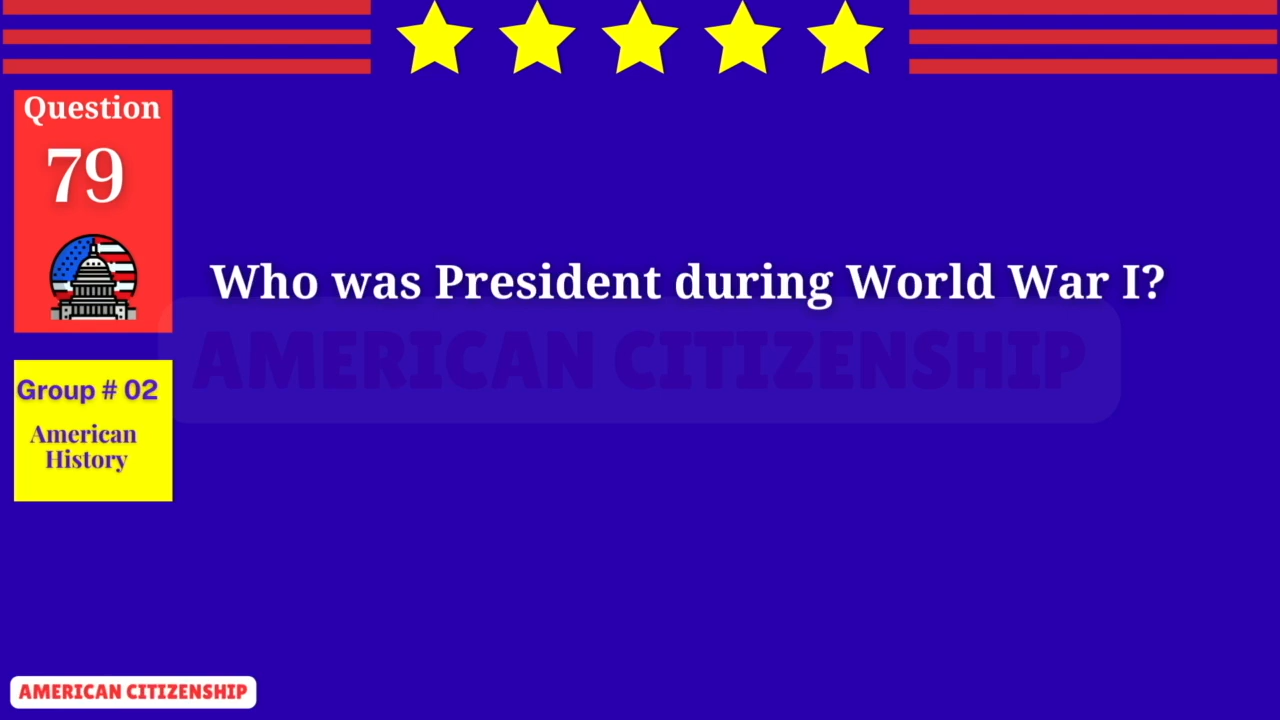 Question
79
Who was President during World War I?
AMERICAN CITIZENSHIP
Group # 02
American
History
AMERICAN CITIZENSHIP